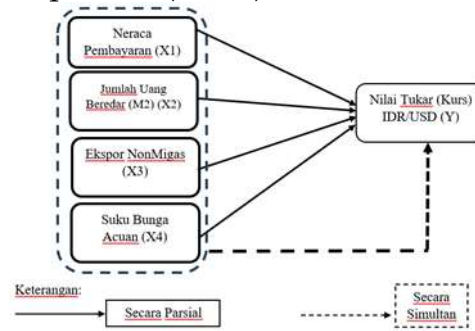 Neraca
Pembayaran (X1)
Jumlah Uang
Beredar (M2) (X2)
Ekspor NonMigas
(X3)
Suku Bunga
Acuan (X4)
Nilai Tukar (Kurs)
IDR/USD (Y)
Keterangan:
Secara Parsial
Secara
Simultan